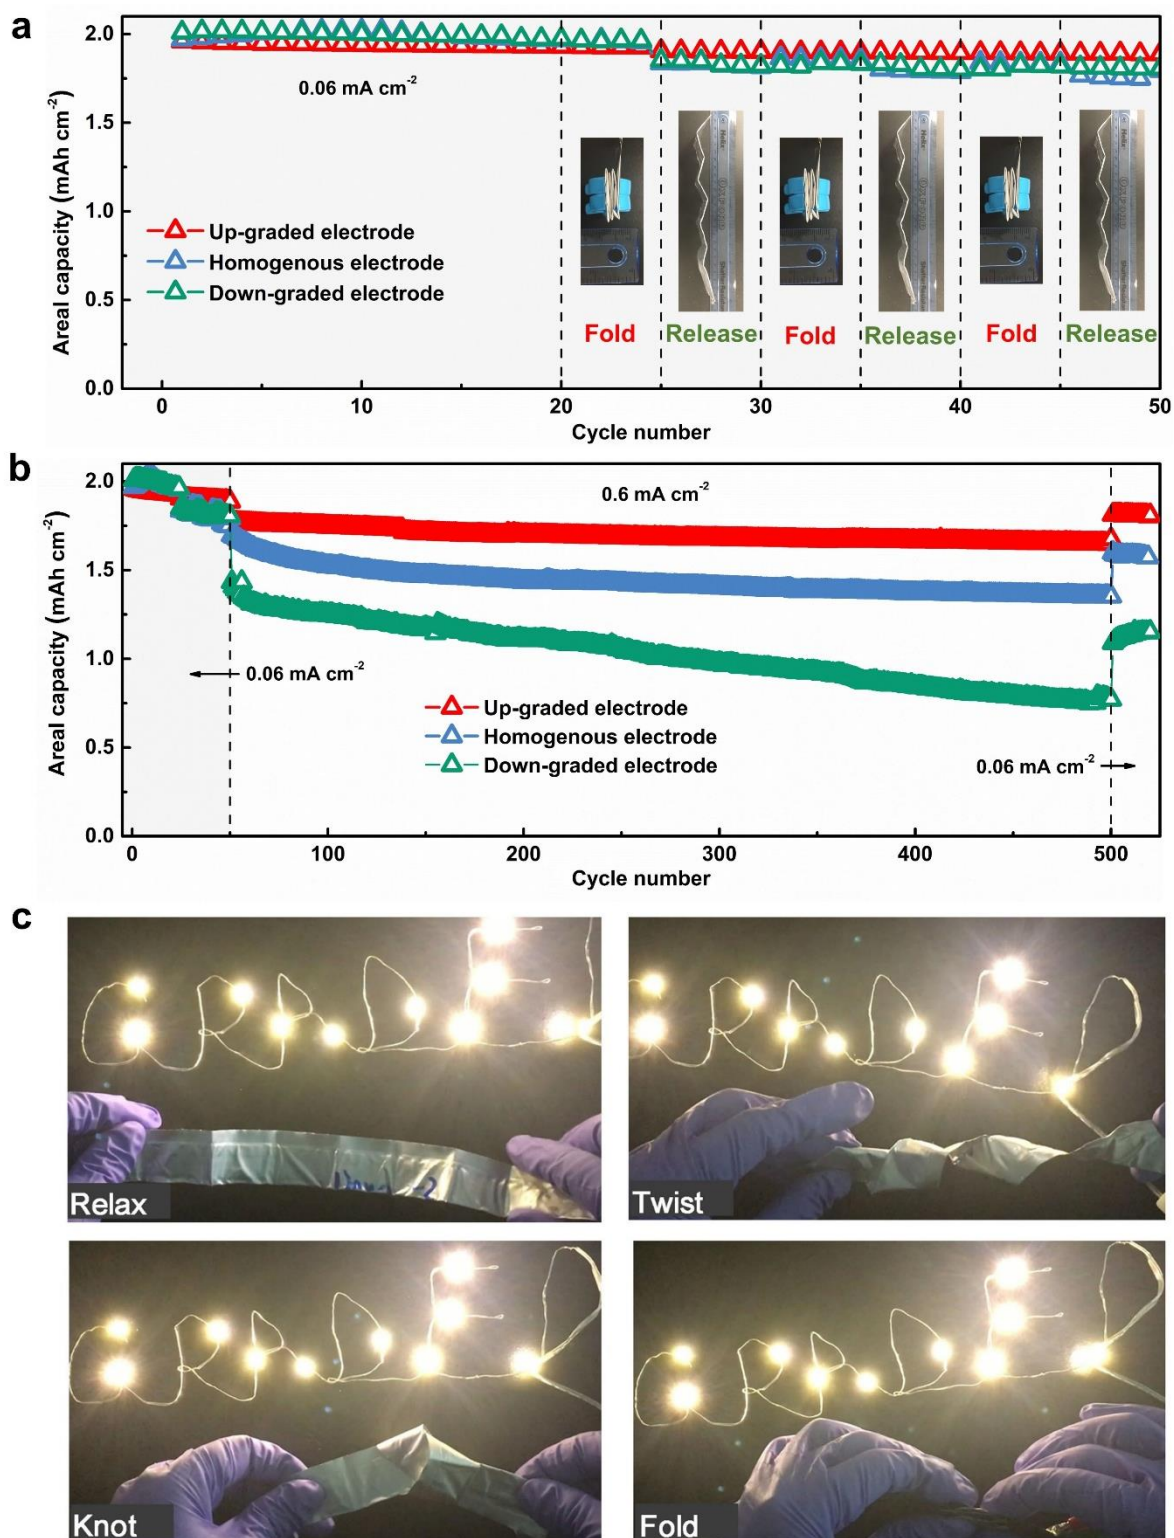 a
2.0
1.5
1.0
0.5
0.0
Areal capacity (mAh cm⁻²)
0.06 mA cm⁻²
Up-graded electrode
Homogenous electrode
Down-graded electrode
Fold
Release
Fold
Release
Fold
Release
0 10 20 30 40 50
Cycle number
b
2.0
1.5
1.0
0.5
0.0
Areal capacity (mAh cm⁻²)
0.6 mA cm⁻²
0.06 mA cm⁻²
Up-graded electrode
Homogenous electrode
Down-graded electrode
0.06 mA cm⁻²
0 100 200 300 400 500
Cycle number
c
Relax
Twist
Knot
Fold